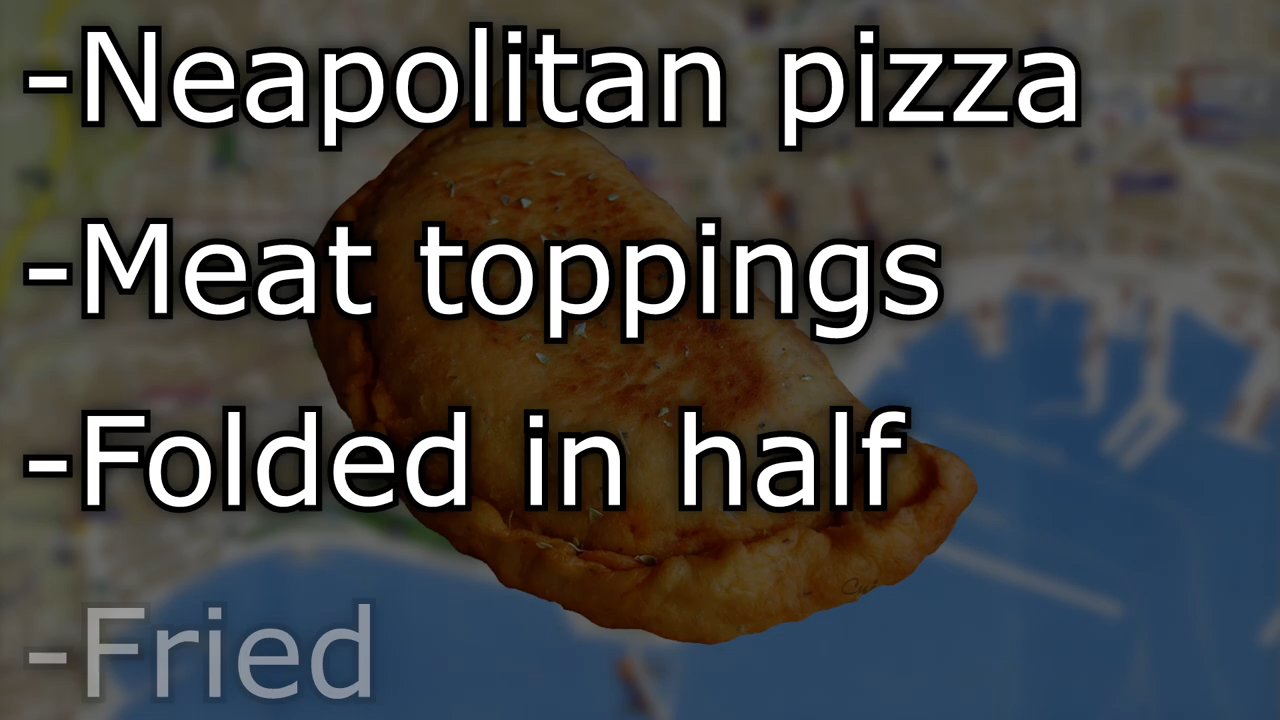 -Neapolitan pizza
-Meat toppings
-Folded in half
-Fried